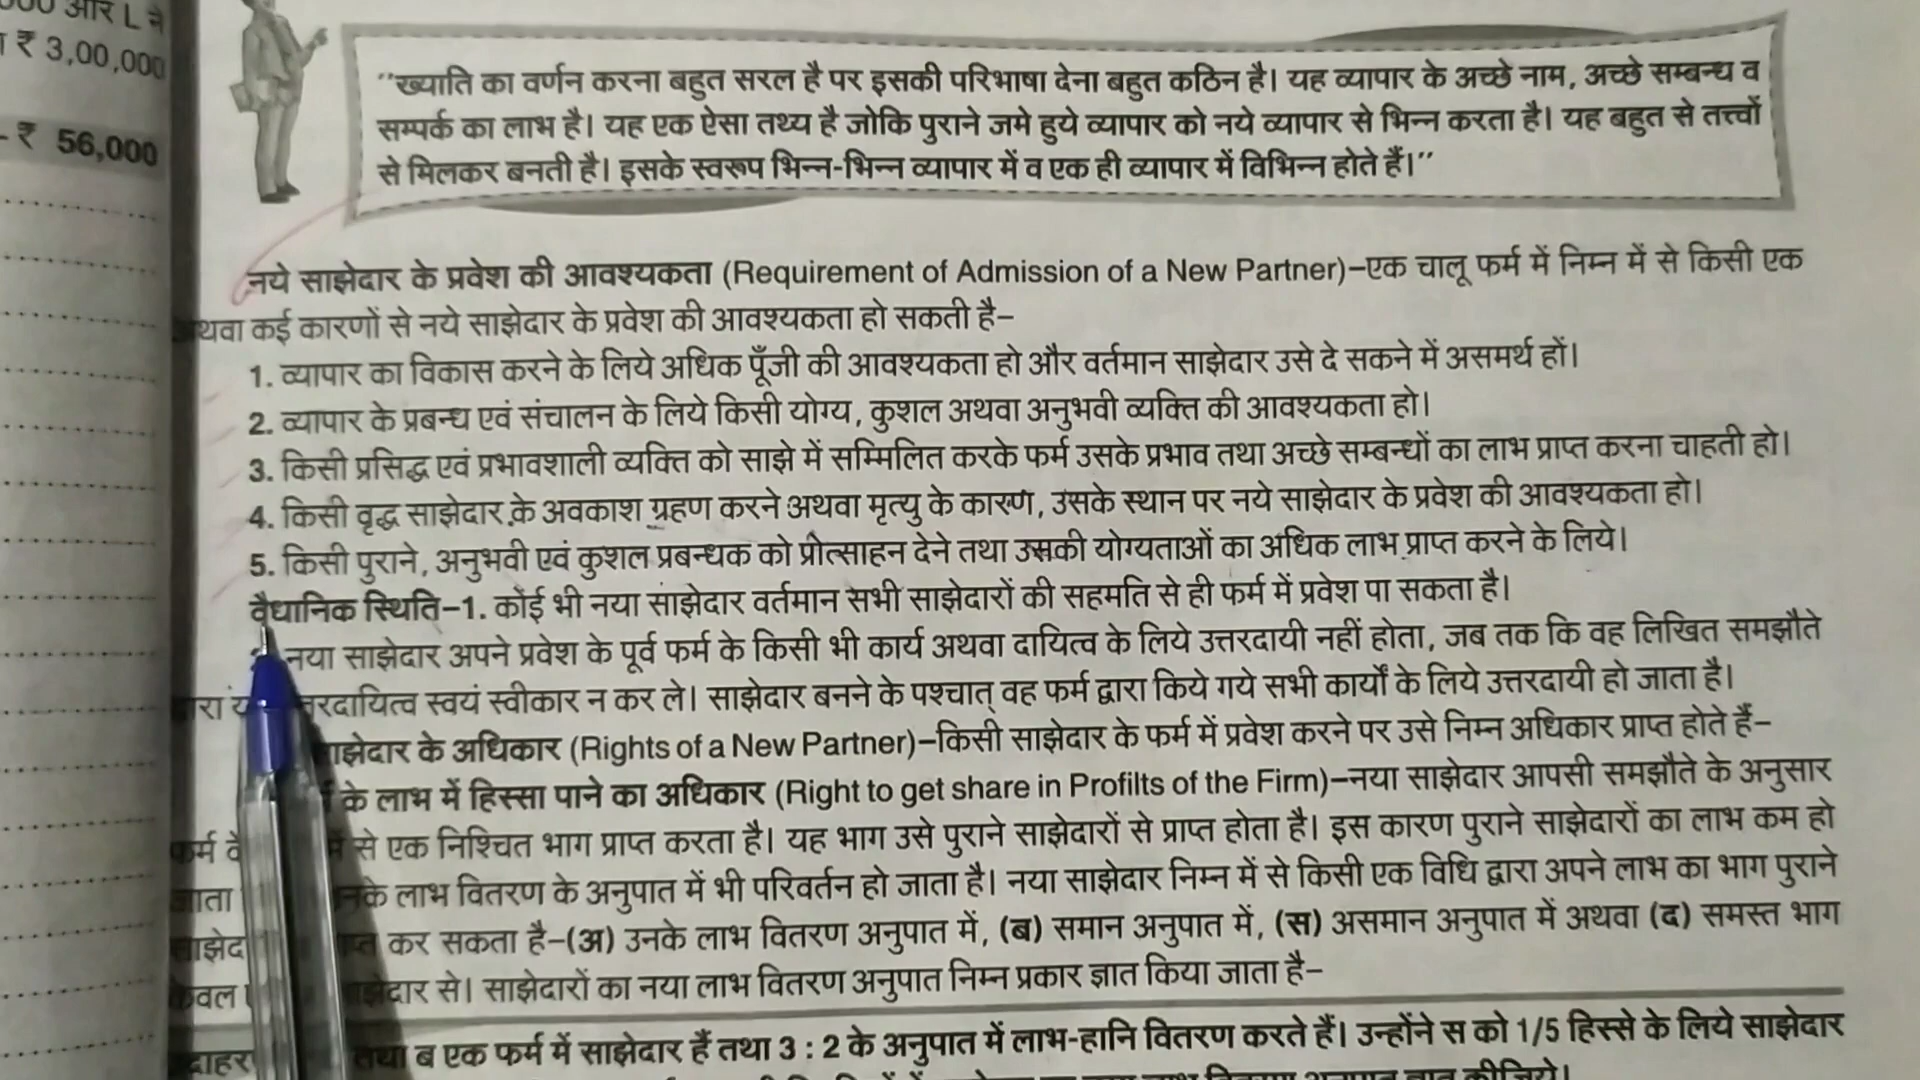 000 और L ने
₹ 3,00,000
- ₹ 56,000
"ख्याति का वर्णन करना बहुत सरल है पर इसकी परिभाषा देना बहुत कठिन है। यह व्यापार के अच्छे नाम, अच्छे सम्बन्ध व
सम्पर्क का लाभ है। यह एक ऐसा तथ्य है जोकि पुराने जमे हुये व्यापार को नये व्यापार से भिन्न करता है। यह बहुत से तत्त्वों
से मिलकर बनती है। इसके स्वरूप भिन्न-भिन्न व्यापार में व एक ही व्यापार में विभिन्न होते हैं।"
नये साझेदार के प्रवेश की आवश्यकता (Requirement of Admission of a New Partner)–एक चालू फर्म में निम्न में से किसी एक
अथवा कई कारणों से नये साझेदार के प्रवेश की आवश्यकता हो सकती है–
1. व्यापार का विकास करने के लिये अधिक पूँजी की आवश्यकता हो और वर्तमान साझेदार उसे दे सकने में असमर्थ हों।
2. व्यापार के प्रबन्ध एवं संचालन के लिये किसी योग्य, कुशल अथवा अनुभवी व्यक्ति की आवश्यकता हो।
3. किसी प्रसिद्ध एवं प्रभावशाली व्यक्ति को साझे में सम्मिलित करके फर्म उसके प्रभाव तथा अच्छे सम्बन्धों का लाभ प्राप्त करना चाहती हो।
4. किसी वृद्ध साझेदार के अवकाश ग्रहण करने अथवा मृत्यु के कारण, उसके स्थान पर नये साझेदार के प्रवेश की आवश्यकता हो।
5. किसी पुराने, अनुभवी एवं कुशल प्रबन्धक को प्रोत्साहन देने तथा उसकी योग्यताओं का अधिक लाभ प्राप्त करने के लिये।
वैधानिक स्थिति–1. कोई भी नया साझेदार वर्तमान सभी साझेदारों की सहमति से ही फर्म में प्रवेश पा सकता है।
नया साझेदार अपने प्रवेश के पूर्व फर्म के किसी भी कार्य अथवा दायित्व के लिये उत्तरदायी नहीं होता, जब तक कि वह लिखित समझौते
स्वयं स्वीकार न कर ले। साझेदार बनने के पश्चात् वह फर्म द्वारा किये गये सभी कार्यों के लिये उत्तरदायी हो जाता है।
के अधिकार (Rights of a New Partner)–किसी साझेदार के फर्म में प्रवेश करने पर उसे निम्न अधिकार प्राप्त होते हैं–
के लाभ में हिस्सा पाने का अधिकार (Right to get share in Profilts of the Firm)–नया साझेदार आपसी समझौते के अनुसार
फर्म से एक निश्चित भाग प्राप्त करता है। यह भाग उसे पुराने साझेदारों से प्राप्त होता है। इस कारण पुराने साझेदारों का लाभ कम हो
जाता लाभ वितरण के अनुपात में भी परिवर्तन हो जाता है। नया साझेदार निम्न में से किसी एक विधि द्वारा अपने लाभ का भाग पुराने
कर सकता है–(अ) उनके लाभ वितरण अनुपात में, (ब) समान अनुपात में, (स) असमान अनुपात में अथवा (द) समस्त भाग
केवल से। साझेदारों का नया लाभ वितरण अनुपात निम्न प्रकार ज्ञात किया जाता है–
तथा ब एक फर्म में साझेदार हैं तथा 3 : 2 के अनुपात में लाभ-हानि वितरण करते हैं। उन्होंने स को 1/5 हिस्से के लिये साझेदार